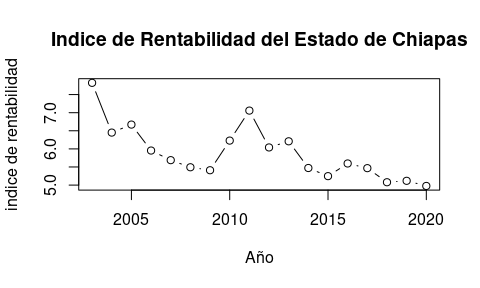 Indice de Rentabilidad del Estado de Chiapas
indice de rentabilidad
7.0
6.0
5.0
2005 2010 2015 2020
Año